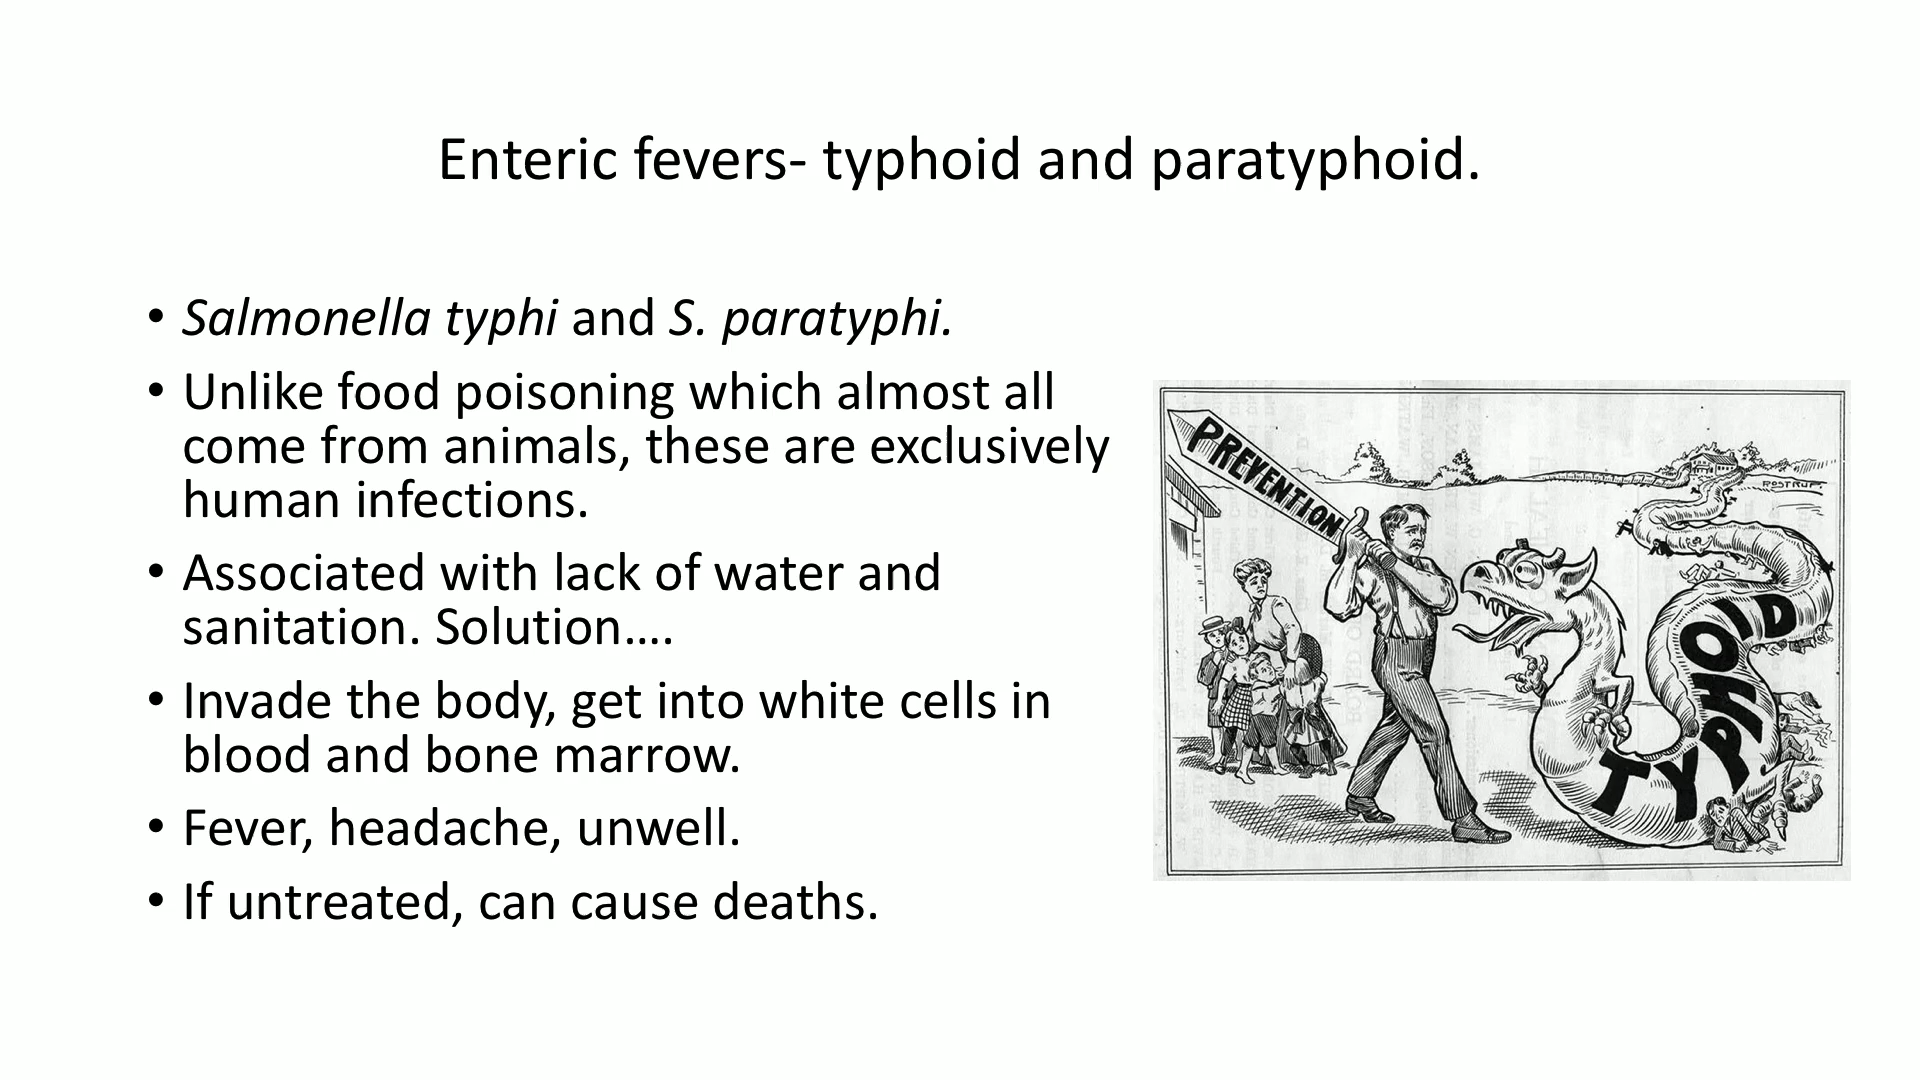 Enteric fevers- typhoid and paratyphoid.
• Salmonella typhi and S. paratyphi.
• Unlike food poisoning which almost all
come from animals, these are exclusively
human infections.
• Associated with lack of water and
sanitation. Solution….
• Invade the body, get into white cells in
blood and bone marrow.
• Fever, headache, unwell.
• If untreated, can cause deaths.
PREVENTION
ROSTRUP.
TYPHOID